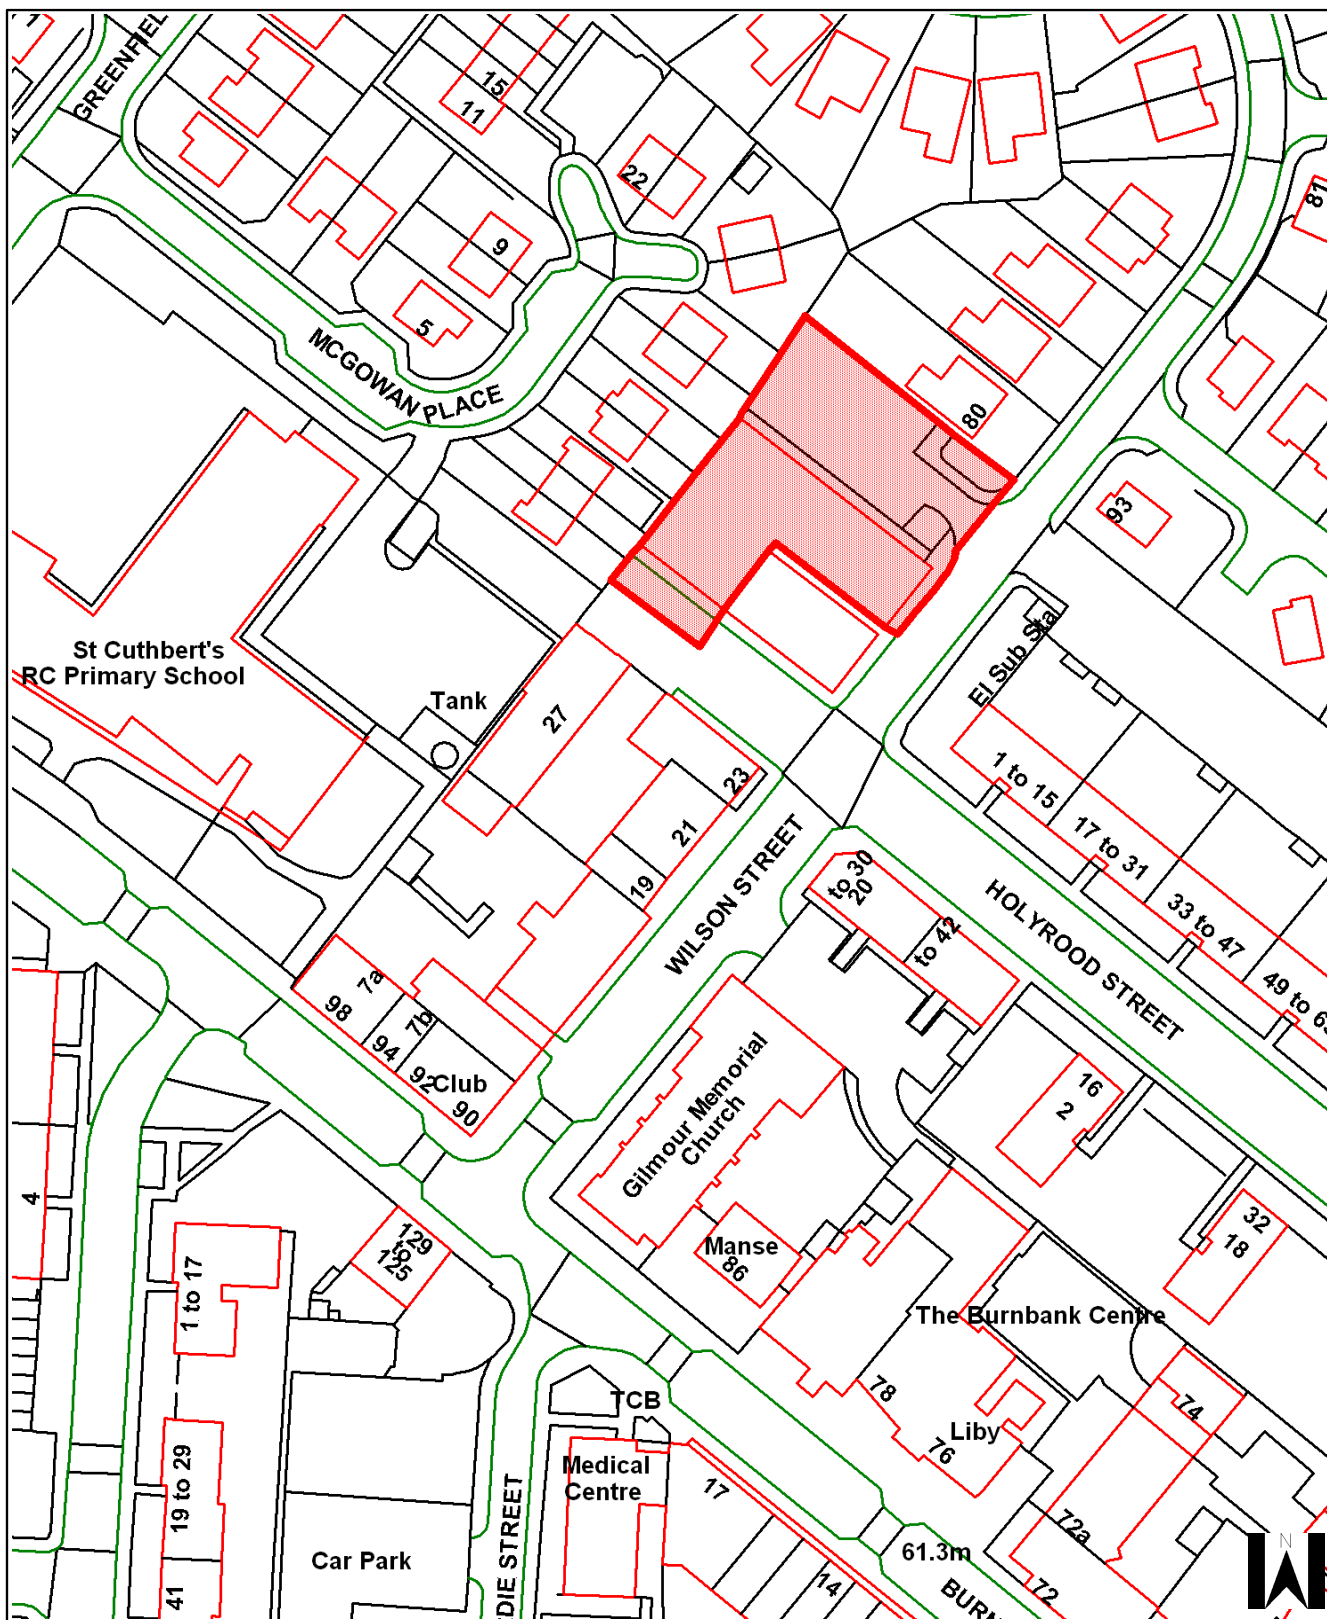 1
GREENFIEL
15
11
22
81
9
5
MCGOWAN PLACE
80
93
El Sub Sta
St Cuthbert's
RC Primary School
Tank
27
23
21
19
1 to 15
17 to 31
33 to 47
49 to 63
WILSON STREET
to 30
20
to 42
HOLYROOD STREET
7a
98
7b
94
92
Club
90
Gilmour Memorial
Church
16
2
4
129
to
125
Manse
86
32
18
1 to 17
The Burnbank Centre
78
74
TCB
Liby
76
Medical
Centre
17
19 to 29
72a
Car Park
DIE STREET
61.3m
41
14
72
BURN
N